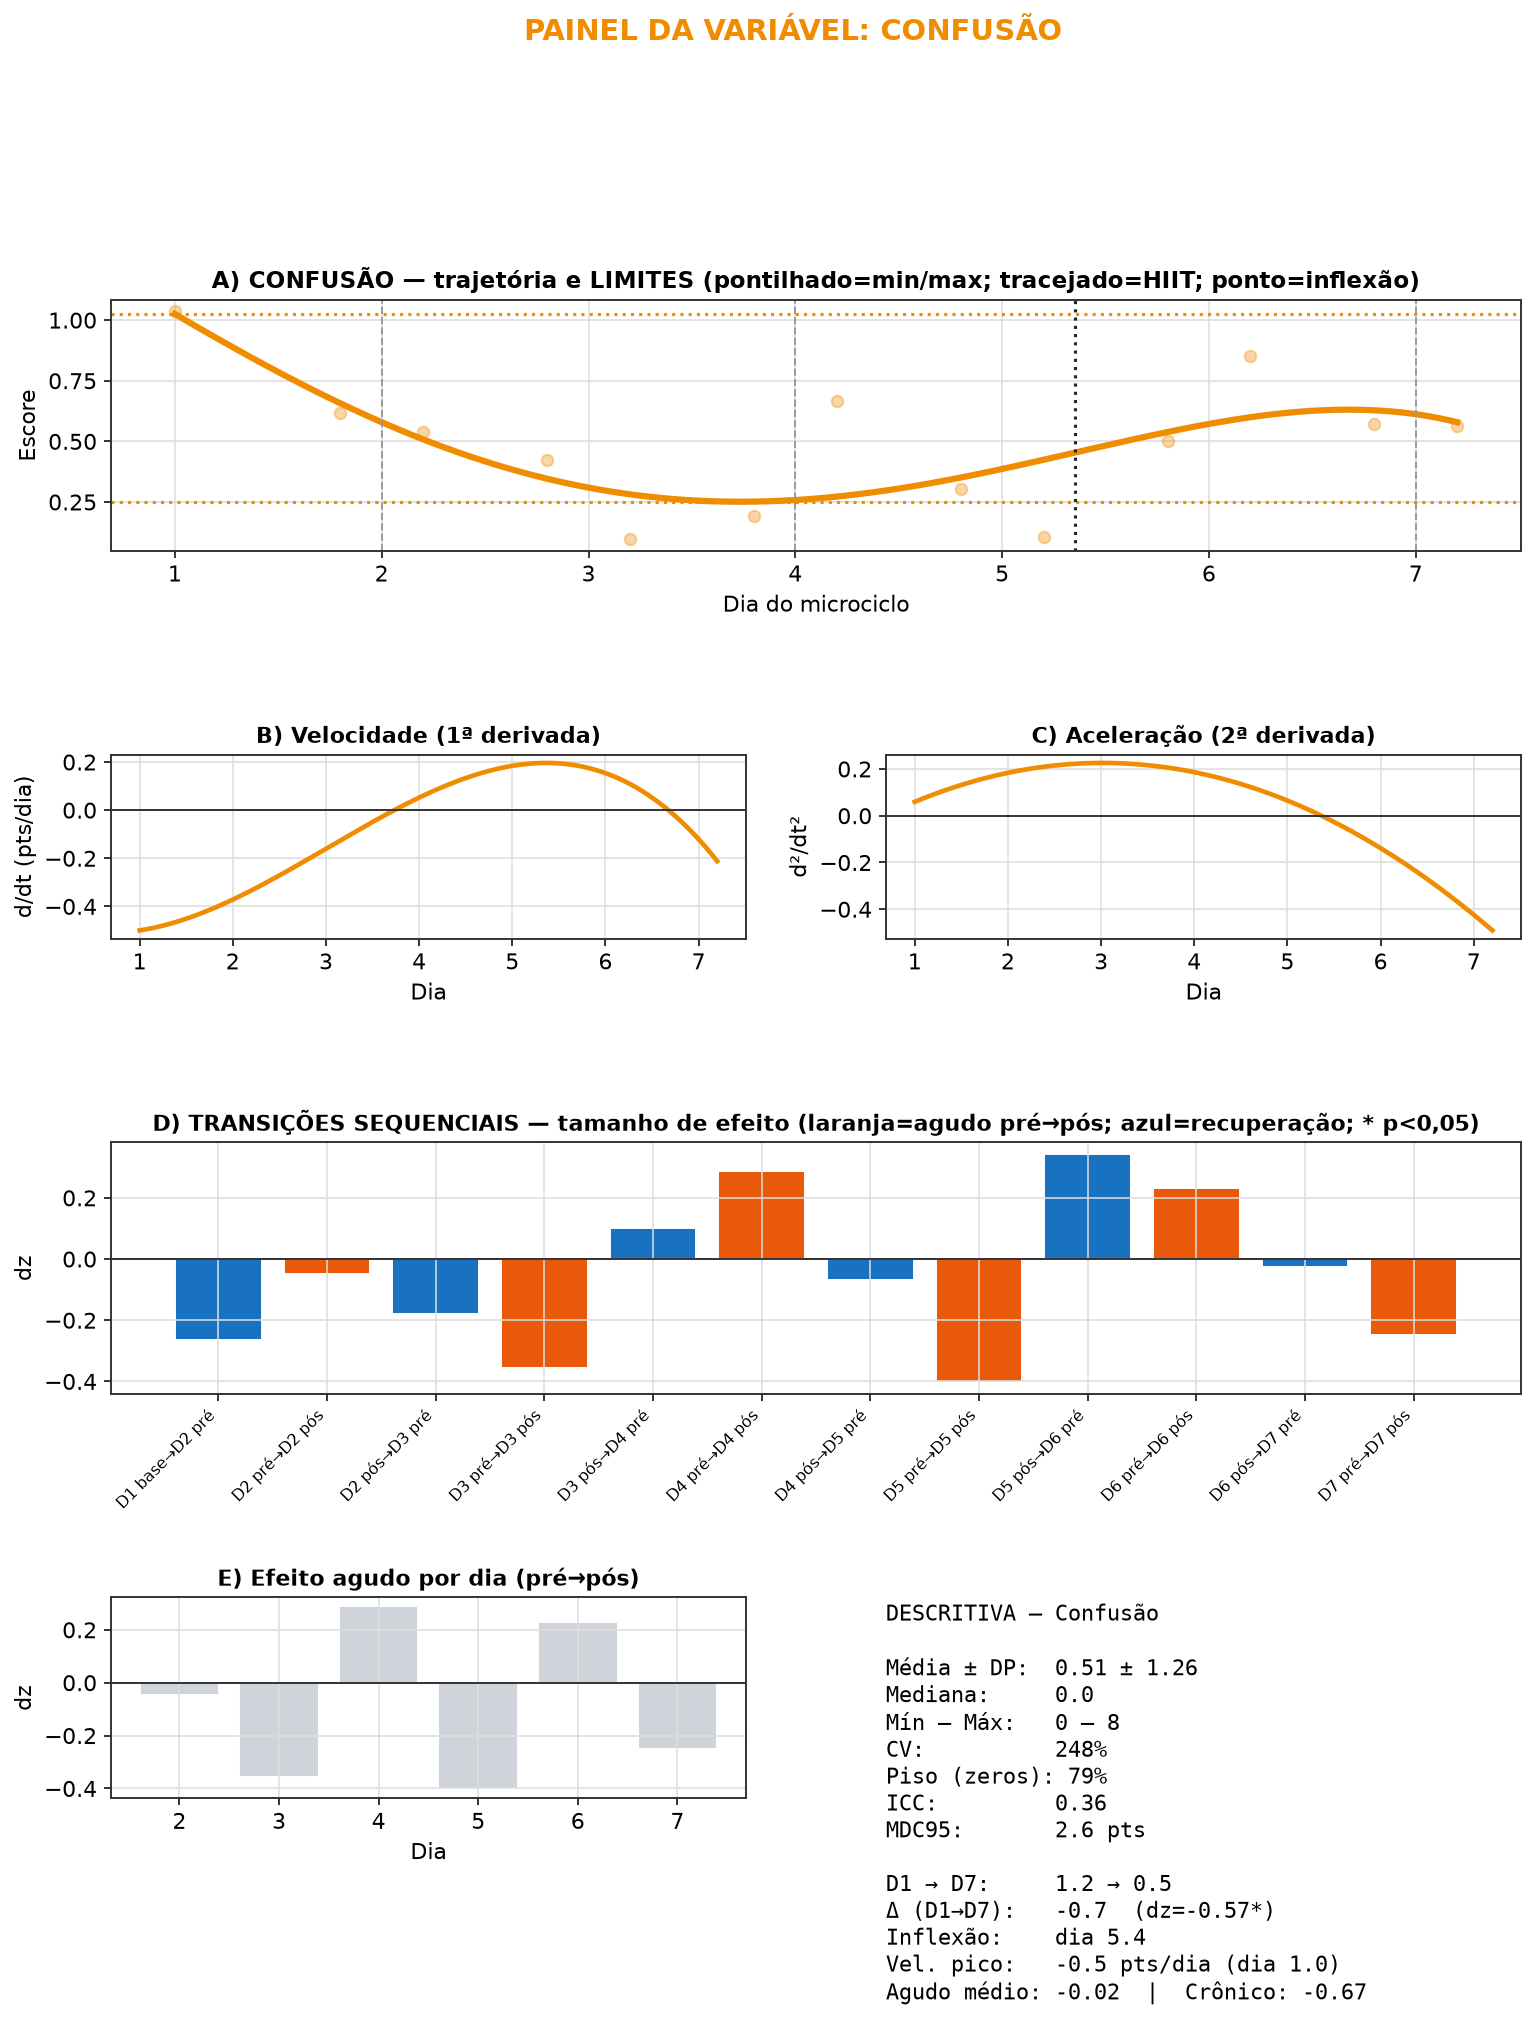 PAINEL DA VARIÁVEL: CONFUSÃO
A) CONFUSÃO — trajetória e LIMITES (pontilhado=min/max; tracejado=HIIT; ponto=inflexão)
Escore
1.00
0.75
0.50
0.25
1 2 3 4 5 6 7
Dia do microciclo
B) Velocidade (1ª derivada)
d/dt (pts/dia)
0.2
0.0
−0.2
−0.4
1 2 3 4 5 6 7
Dia
C) Aceleração (2ª derivada)
d²/dt²
0.2
0.0
−0.2
−0.4
1 2 3 4 5 6 7
Dia
D) TRANSIÇÕES SEQUENCIAIS — tamanho de efeito (laranja=agudo pré→pós; azul=recuperação; * p<0,05)
dz
0.2
0.0
−0.2
−0.4
D1 base→D2 pré
D2 pré→D2 pós
D2 pós→D3 pré
D3 pré→D3 pós
D3 pós→D4 pré
D4 pré→D4 pós
D4 pós→D5 pré
D5 pré→D5 pós
D5 pós→D6 pré
D6 pré→D6 pós
D6 pós→D7 pré
D7 pré→D7 pós
E) Efeito agudo por dia (pré→pós)
dz
0.2
0.0
−0.2
−0.4
2 3 4 5 6 7
Dia
DESCRITIVA — Confusão
Média ± DP: 0.51 ± 1.26
Mediana: 0.0
Mín – Máx: 0 – 8
CV: 248%
Piso (zeros): 79%
ICC: 0.36
MDC95: 2.6 pts
D1 → D7: 1.2 → 0.5
Δ (D1→D7): -0.7 (dz=-0.57*)
Inflexão: dia 5.4
Vel. pico: -0.5 pts/dia (dia 1.0)
Agudo médio: -0.02 | Crônico: -0.67